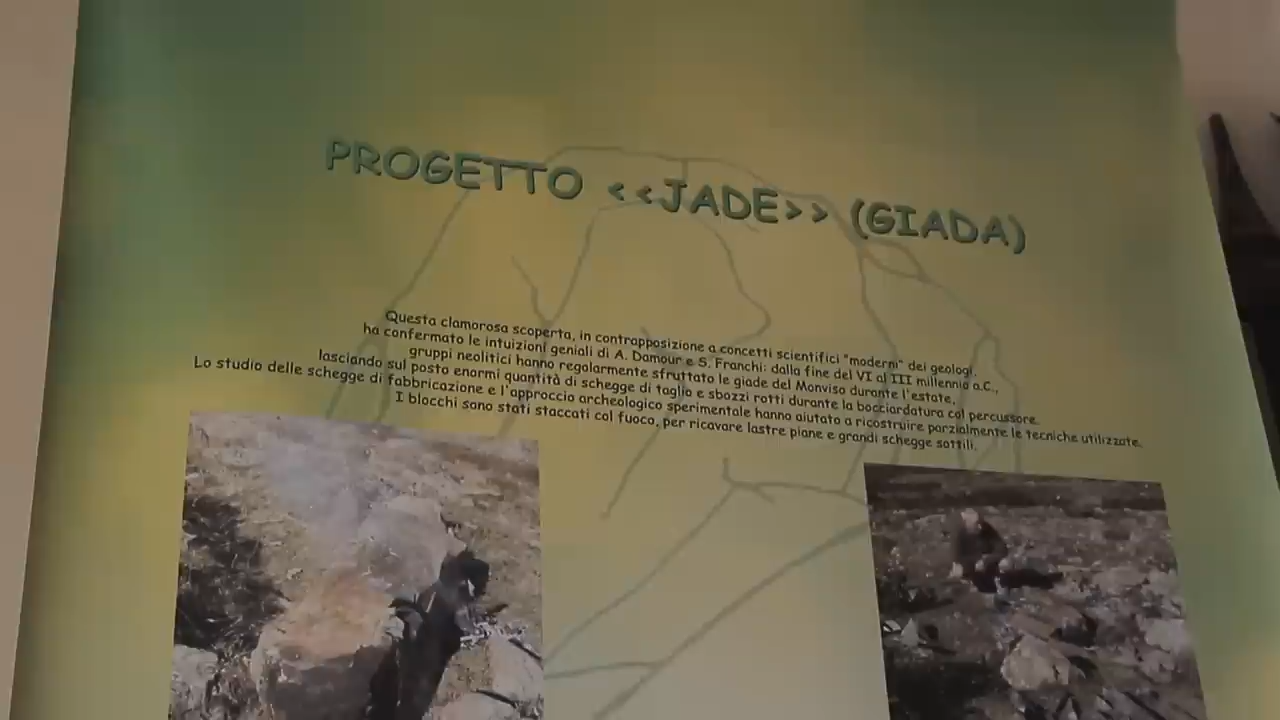 PROGETTO <<JADE>> (GIADA)
Questa clamorosa scoperta, in contrapposizione a concetti scientifici "moderni" dei geologi,
ha confermato le intuizioni geniali di A. Damour e S. Franchi: dalla fine del VI al III millennio a.C.,
gruppi neolitici hanno regolarmente sfruttato le giade del Monviso durante l'estate,
lasciando sul posto enormi quantità di schegge di taglio e sbozzi rotti durante la bocciardatura col percussore.
Lo studio delle schegge di fabbricazione e l'approccio archeologico sperimentale hanno aiutato a ricostruire parzialmente le tecniche utilizzate.
I blocchi sono stati staccati col fuoco, per ricavare lastre piane e grandi schegge sottili.